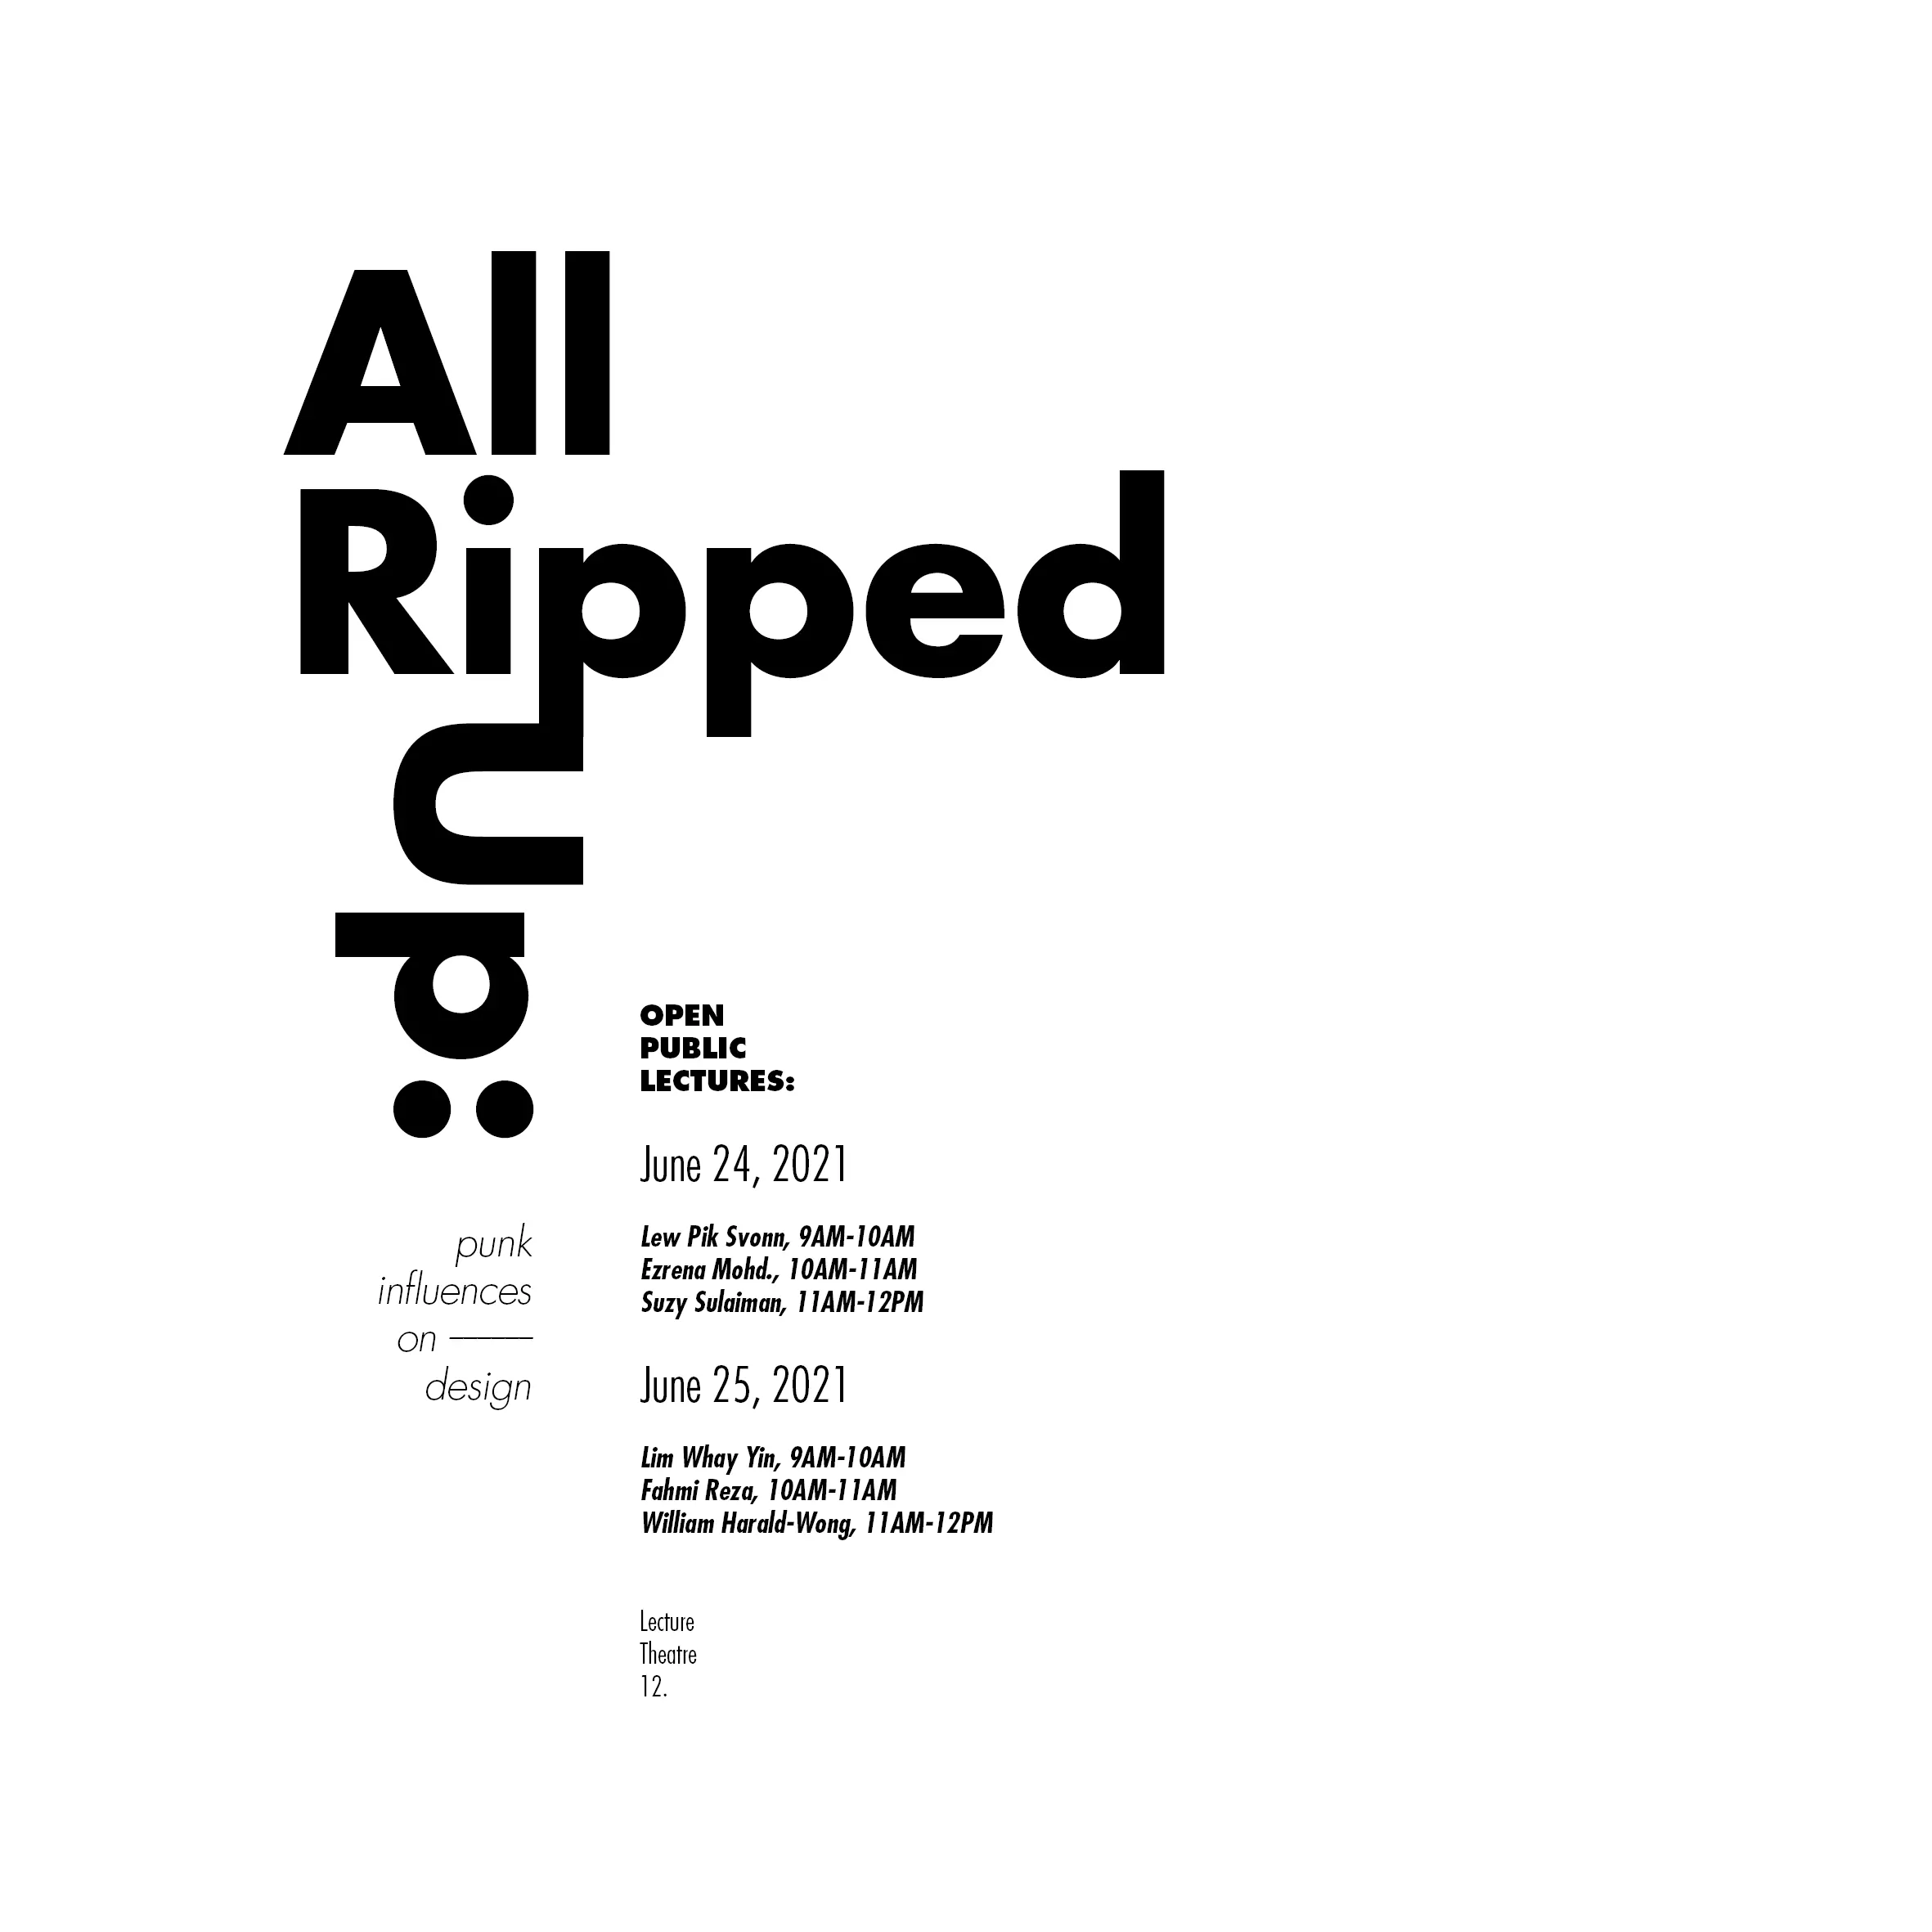 All
Ripped
Up:
punk
influences
on ———
design
OPEN
PUBLIC
LECTURES:
June 24, 2021
Lew Pik Svonn, 9AM-10AM
Ezrena Mohd., 10AM-11AM
Suzy Sulaiman, 11AM-12PM
June 25, 2021
Lim Whay Yin, 9AM-10AM
Fahmi Reza, 10AM-11AM
William Harald-Wong, 11AM-12PM
Lecture
Theatre
12.